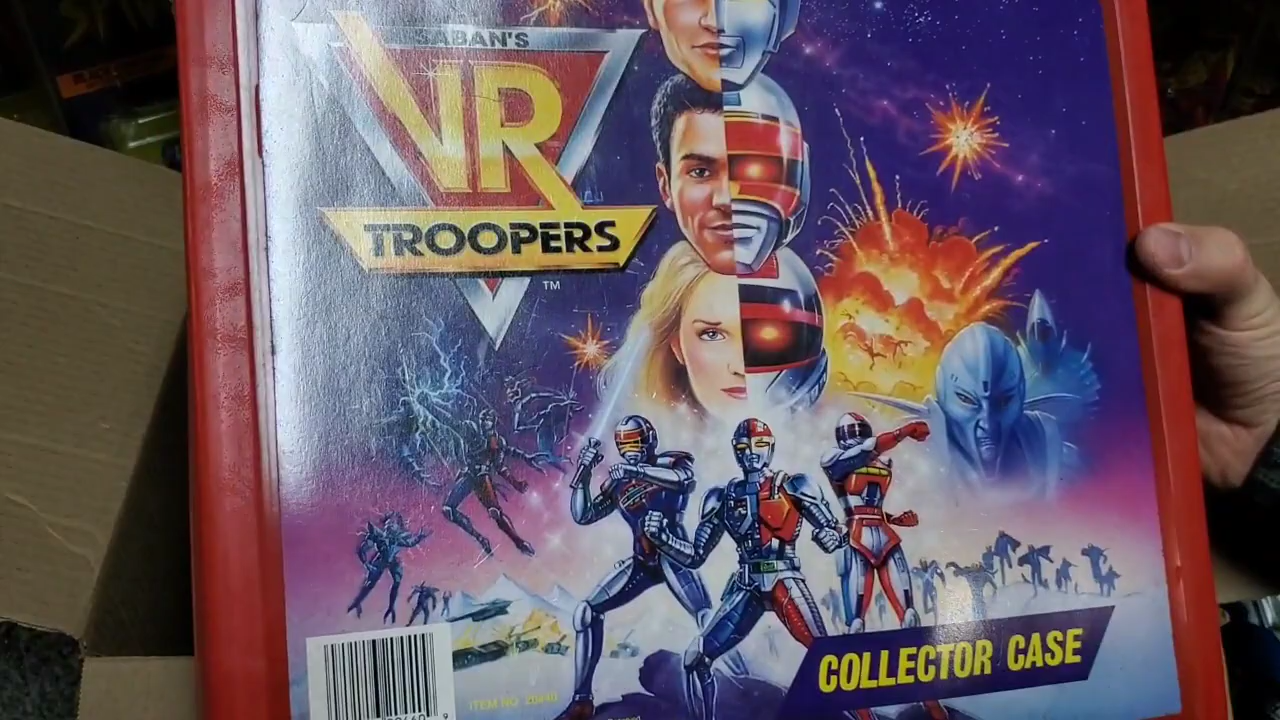 SABAN'S
VR
TROOPERS
TM
COLLECTOR CASE
ITEM NO.